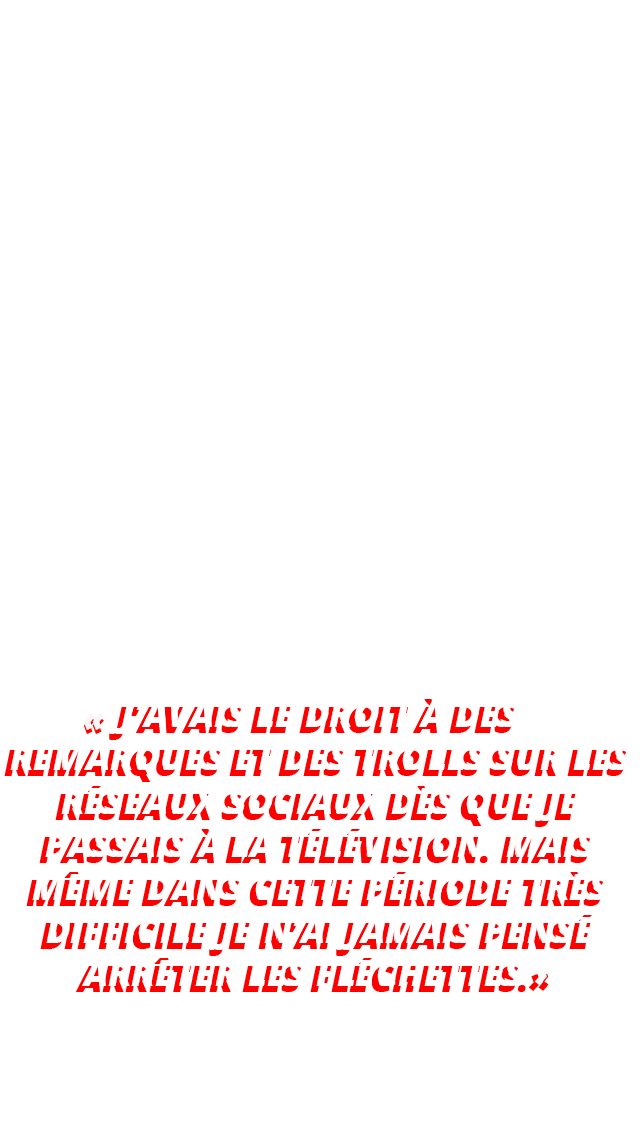 « J'AVAIS LE DROIT À DES
REMARQUES ET DES TROLLS SUR LES
RÉSEAUX SOCIAUX DÈS QUE JE
PASSAIS À LA TÉLÉVISION. MAIS
MÊME DANS CETTE PÉRIODE TRÈS
DIFFICILE JE N'AI JAMAIS PENSÉ
ARRÊTER LES FLÉCHETTES.»